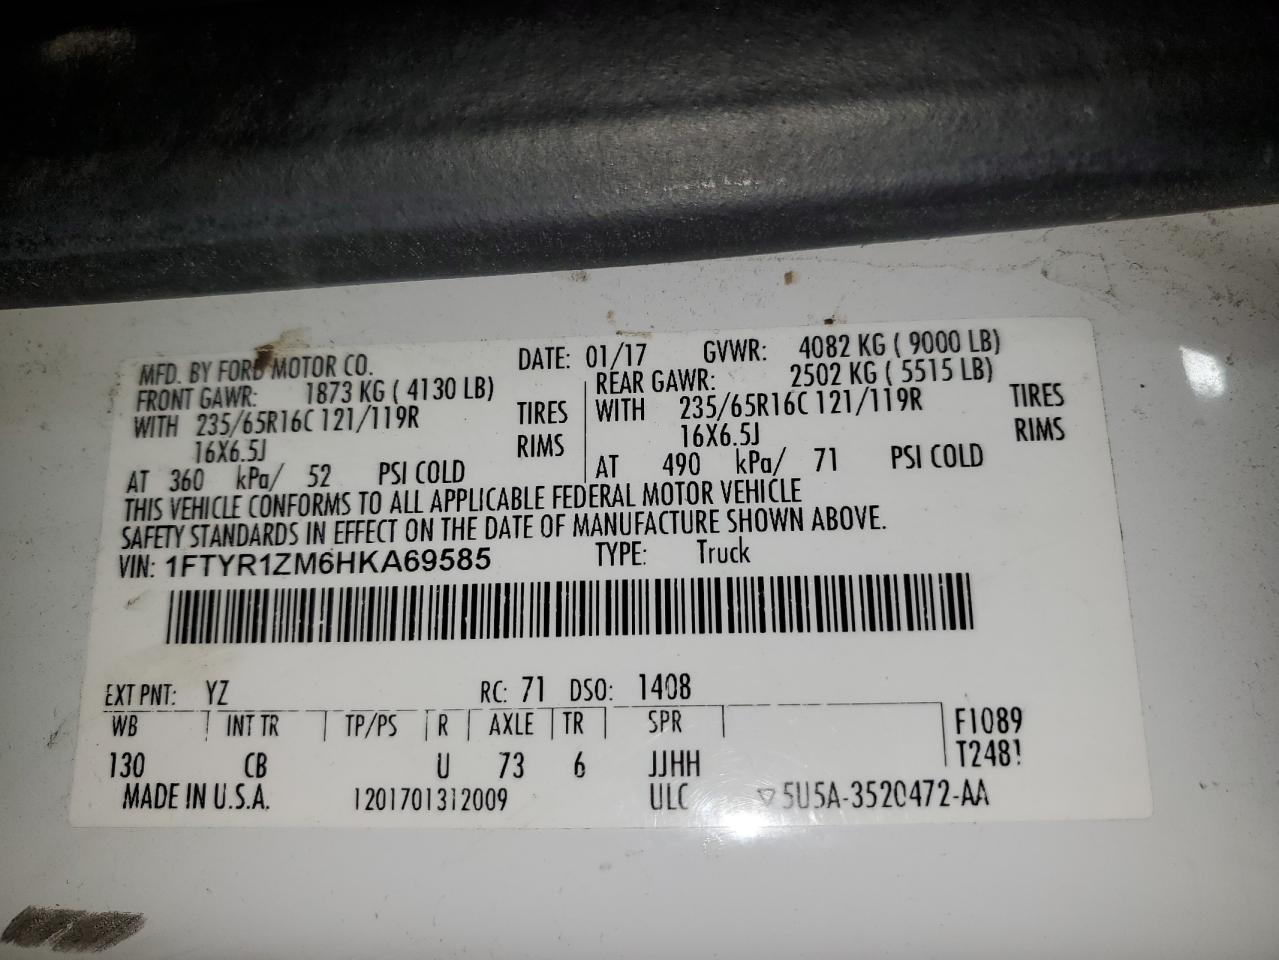 MFD. BY FORD MOTOR CO. DATE: 01/17 GVWR: 4082 KG ( 9000 LB)
FRONT GAWR: 1873 KG ( 4130 LB) REAR GAWR: 2502 KG ( 5515 LB)
WITH 235/65R16C 121/119R TIRES WITH 235/65R16C 121/119R TIRES
16X6.5J RIMS 16X6.5J RIMS
AT 360 kPa/ 52 PSI COLD AT 490 kPa/ 71 PSI COLD
THIS VEHICLE CONFORMS TO ALL APPLICABLE FEDERAL MOTOR VEHICLE
SAFETY STANDARDS IN EFFECT ON THE DATE OF MANUFACTURE SHOWN ABOVE.
VIN: 1FTYR1ZM6HKA69585 TYPE: Truck
EXT PNT: YZ RC: 71 DSO: 1408
WB INT TR TP/PS R AXLE TR SPR F1089
130 CB U 73 6 JJHH
MADE IN U.S.A. 1201701312009 ULC ▽5U5A-3520472-AA